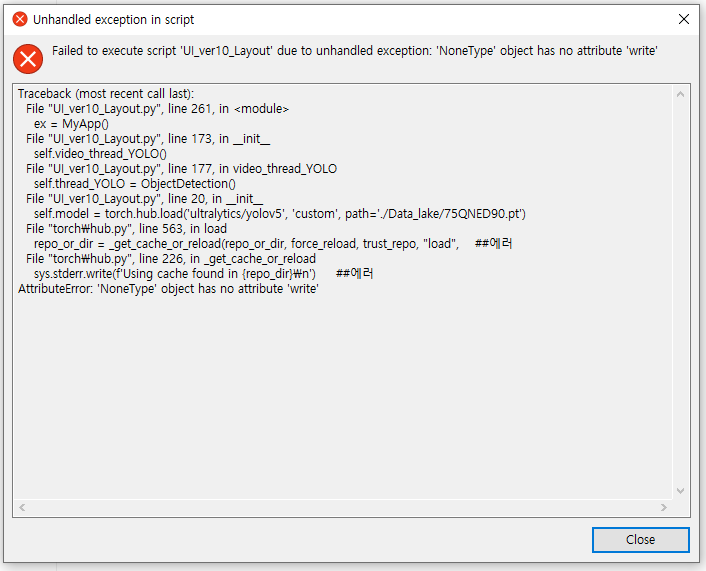 Unhandled exception in script
Failed to execute script 'UI_ver10_Layout' due to unhandled exception: 'NoneType' object has no attribute 'write'
Traceback (most recent call last):
File "UI_ver10_Layout.py", line 261, in <module>
ex = MyApp()
File "UI_ver10_Layout.py", line 173, in __init__
self.video_thread_YOLO()
File "UI_ver10_Layout.py", line 177, in video_thread_YOLO
self.thread_YOLO = ObjectDetection()
File "UI_ver10_Layout.py", line 20, in __init__
self.model = torch.hub.load('ultralytics/yolov5', 'custom', path='./Data_lake/75QNED90.pt')
File "torch₩hub.py", line 563, in load
repo_or_dir = _get_cache_or_reload(repo_or_dir, force_reload, trust_repo, "load", ##에러
File "torch₩hub.py", line 226, in _get_cache_or_reload
sys.stderr.write(f'Using cache found in {repo_dir}₩n') ##에러
AttributeError: 'NoneType' object has no attribute 'write'
Close